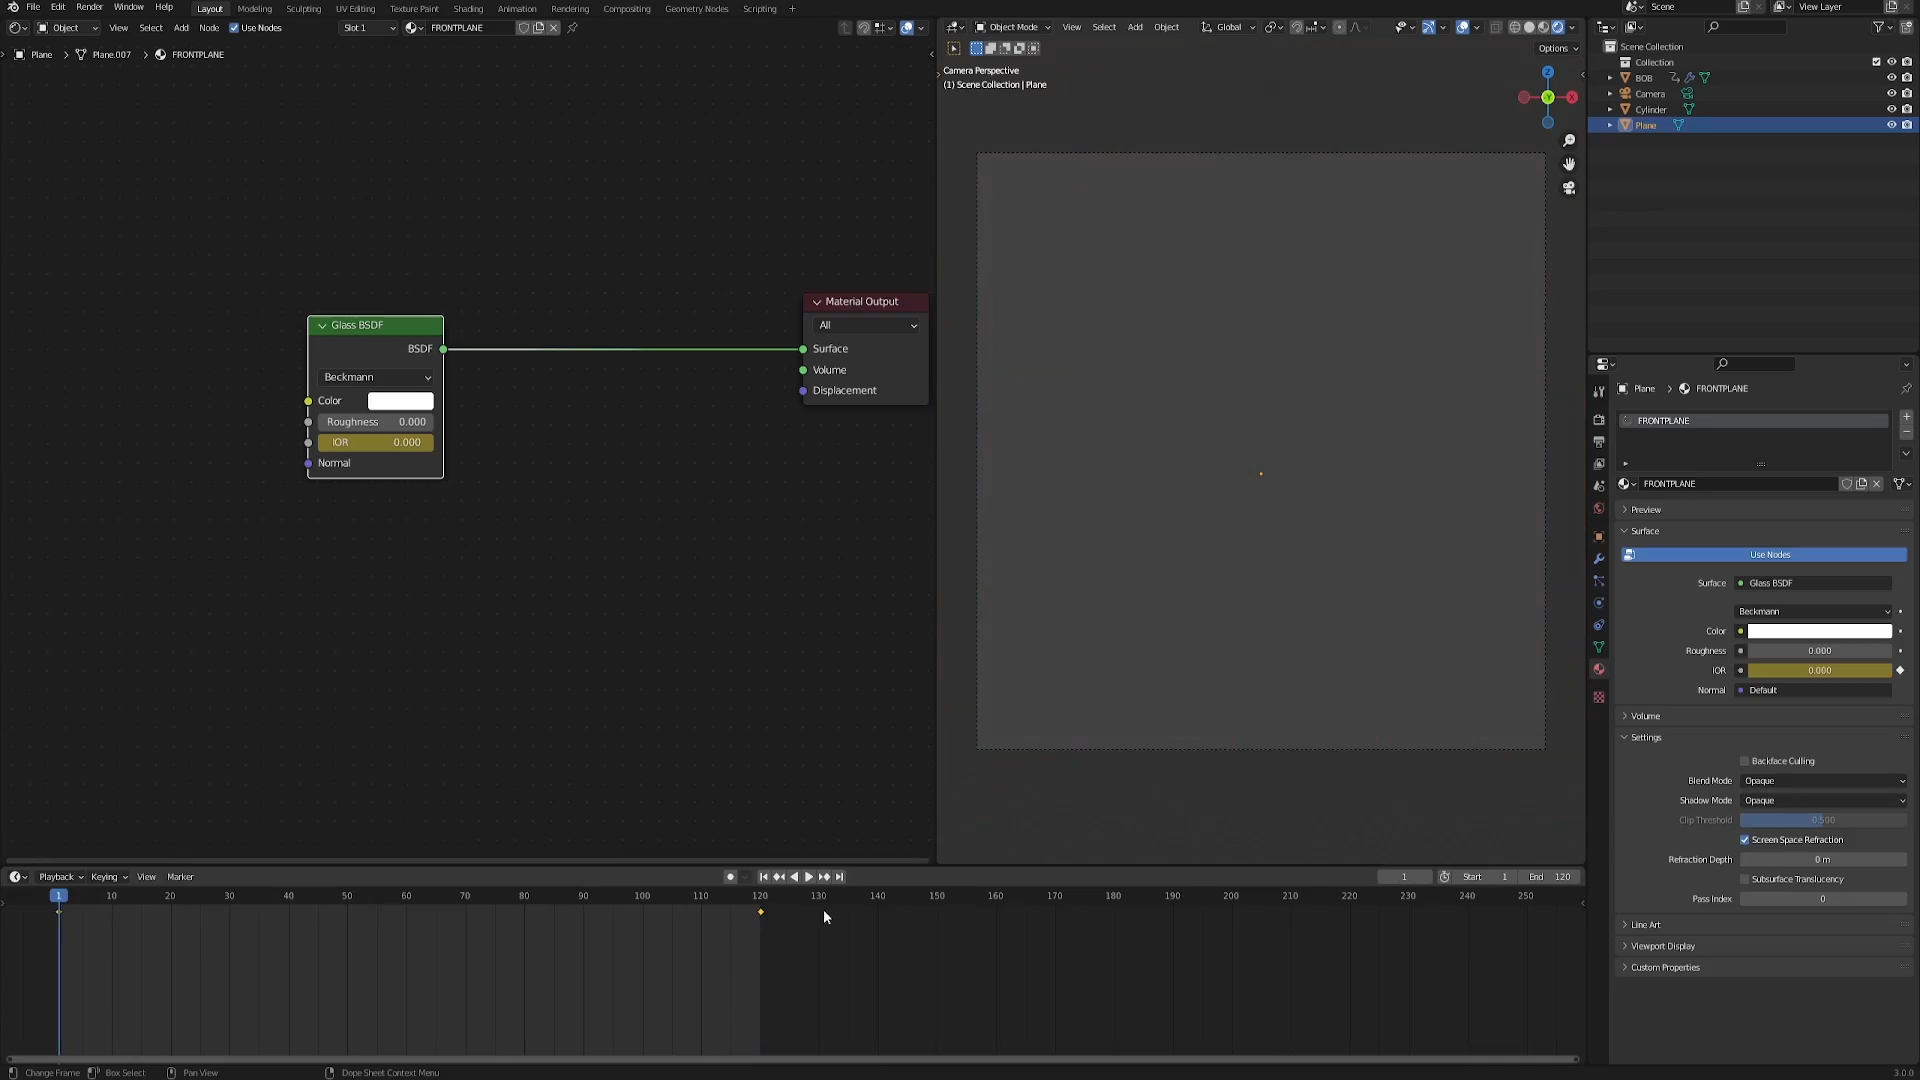 File Edit Render Window Help Layout Modeling Sculpting UV Editing Texture Paint Shading Animation Rendering Compositing Geometry Nodes Scripting + Scene View Layer
Object View Select Add Node Use Nodes Slot 1 FRONTPLANE
Plane > Plane.007 > FRONTPLANE
Glass BSDF
BSDF
Beckmann
Color
Roughness 0.000
IOR 0.000
Normal
Material Output
All
Surface
Volume
Displacement
Object Mode View Select Add Object Global
Options
Camera Perspective
(1) Scene Collection | Plane
Z
Y
X
Scene Collection
Collection
BOB
Camera
Cylinder
Plane
Plane > FRONTPLANE
FRONTPLANE
FRONTPLANE
Preview
Surface
Use Nodes
Surface Glass BSDF
Beckmann
Color
Roughness 0.000
IOR 0.000
Normal Default
Volume
Settings
Backface Culling
Blend Mode Opaque
Shadow Mode Opaque
Clip Threshold 0.500
Screen Space Refraction
Refraction Depth 0 m
Subsurface Translucency
Pass Index 0
Line Art
Viewport Display
Custom Properties
Playback Keying View Marker 1 Start 1 End 120
1 10 20 30 40 50 60 70 80 90 100 110 120 130 140 150 160 170 180 190 200 210 220 230 240 250
Change Frame Box Select Pan View Dope Sheet Context Menu 3.0.0